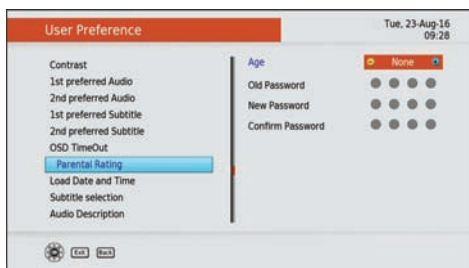 User Preference
Tue, 23-Aug-16
09:28
Contrast
1st preferred Audio
2nd preferred Audio
1st preferred Subtitle
2nd preferred Subtitle
OSD TimeOut
Parental Rating
Load Date and Time
Subtitle selection
Audio Description
Age
None
Old Password
New Password
Confirm Password
Exit
Back